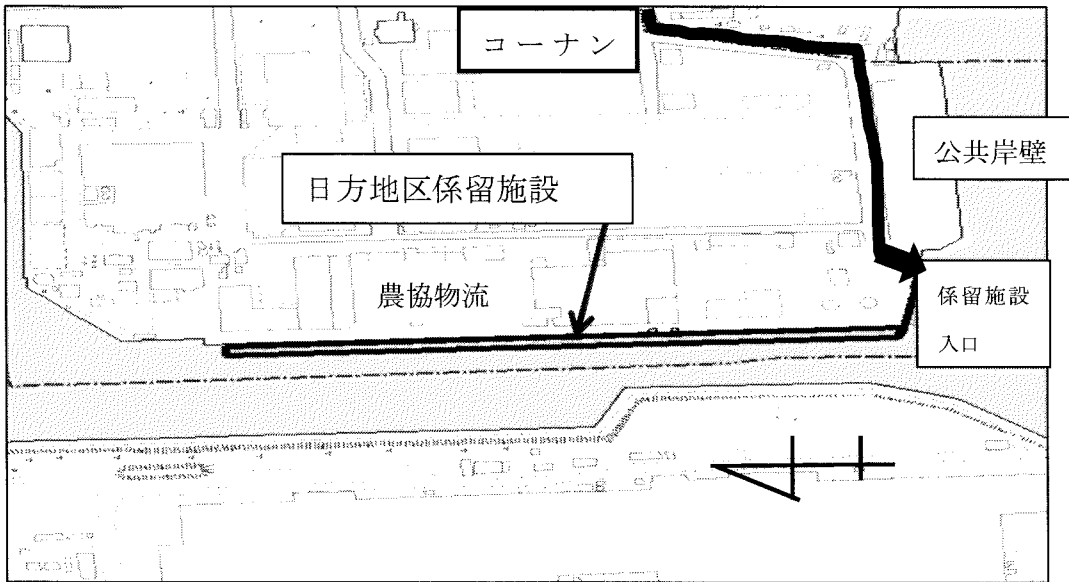 コーナン
公共岸壁
日方地区係留施設
農協物流
係留施設
入口